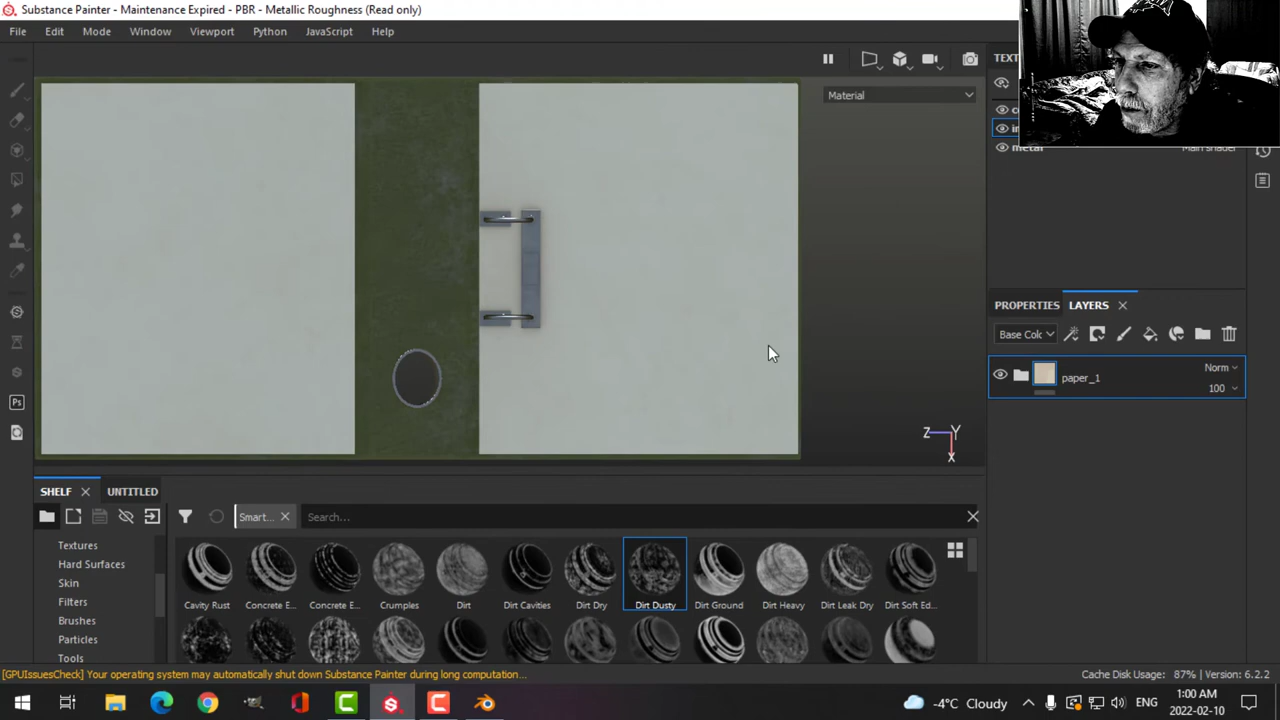 Substance Painter - Maintenance Expired - PBR - Metallic Roughness (Read only)
File Edit Mode Window Viewport Python JavaScript Help
Material
Main shader
metal
PROPERTIES LAYERS
Base Col
paper_1
Norm
100
Z Y
X
SHELF UNTITLED
Smart...
Search...
Textures
Hard Surfaces
Skin
Filters
Brushes
Particles
Tools
Cavity Rust Concrete E... Concrete E... Crumples Dirt Dirt Cavities Dirt Dry Dirt Dusty Dirt Ground Dirt Heavy Dirt Leak Dry Dirt Soft Ed...
[GPUIssuesCheck] Your operating system may automatically shut down Substance Painter during long computation...
Cache Disk Usage: 87% | Version: 6.2.2
-4°C Cloudy
ENG
1:00 AM
2022-02-10